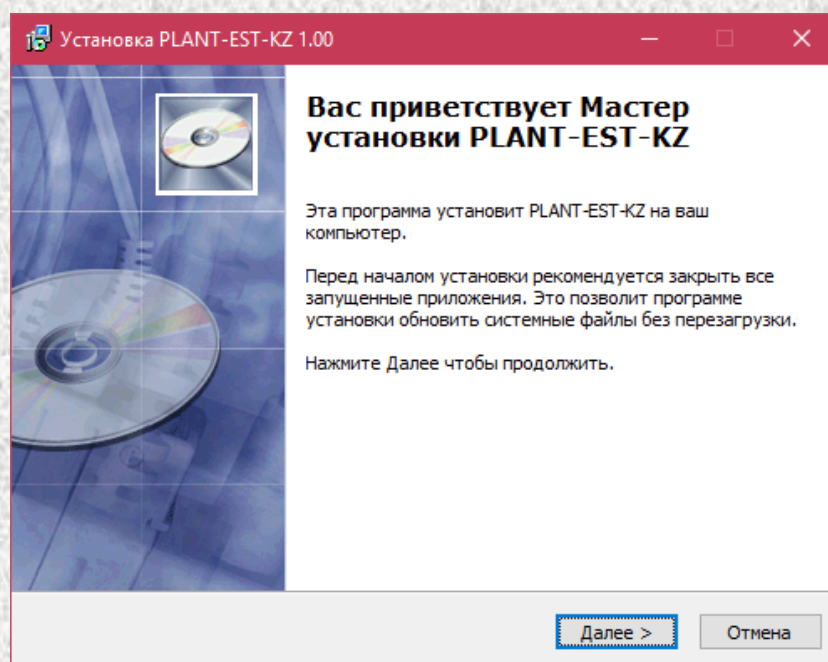 Установка PLANT-EST-KZ 1.00
Вас приветствует Мастер
установки PLANT-EST-KZ
Эта программа установит PLANT-EST-KZ на ваш
компьютер.
Перед началом установки рекомендуется закрыть все
запущенные приложения. Это позволит программе
установки обновить системные файлы без перезагрузки.
Нажмите Далее чтобы продолжить.
Далее >
Отмена